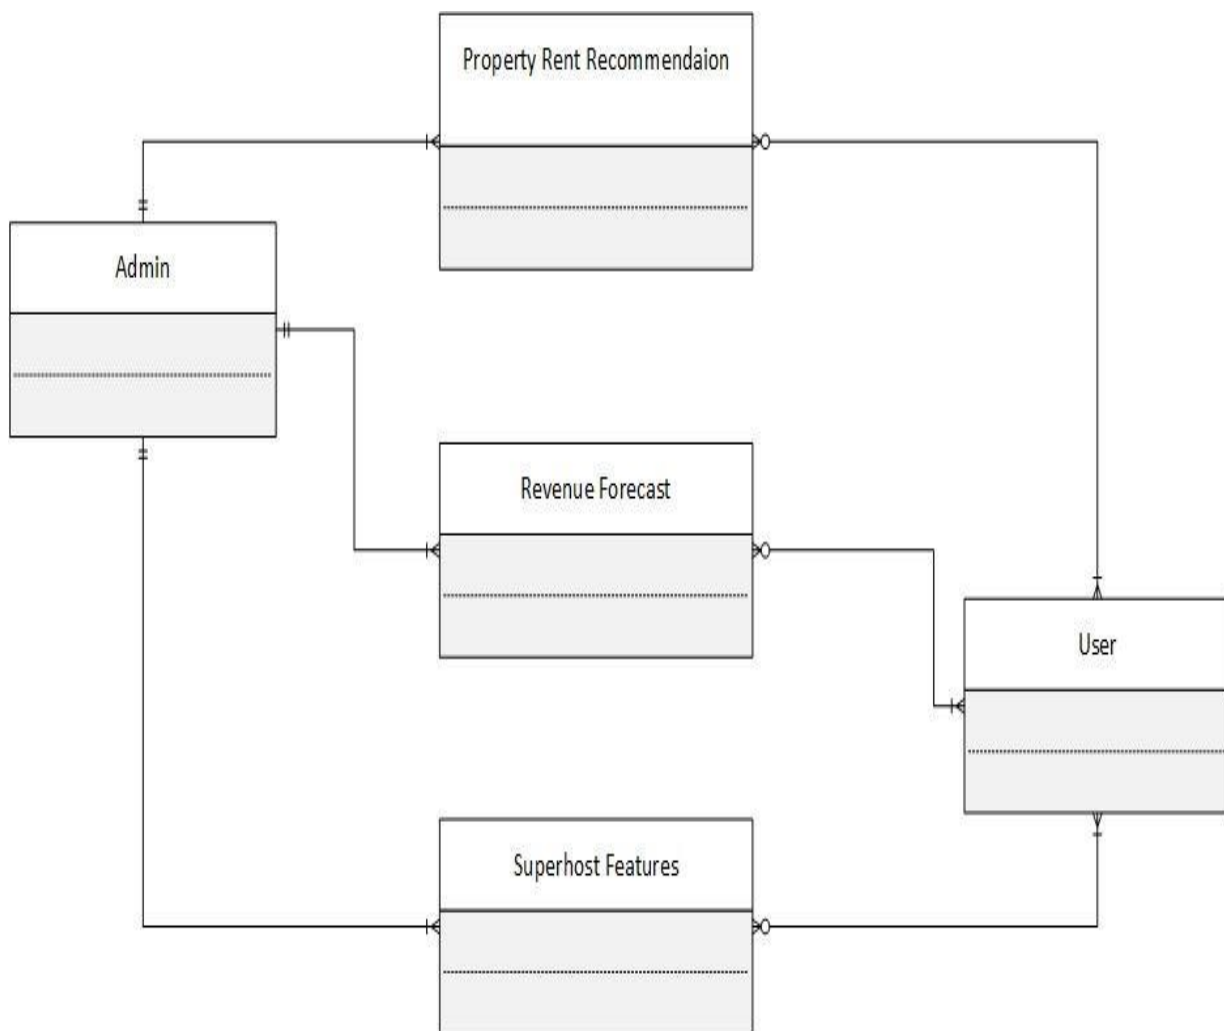 Property Rent Recommendaion
Admin
Revenue Forecast
User
Superhost Features